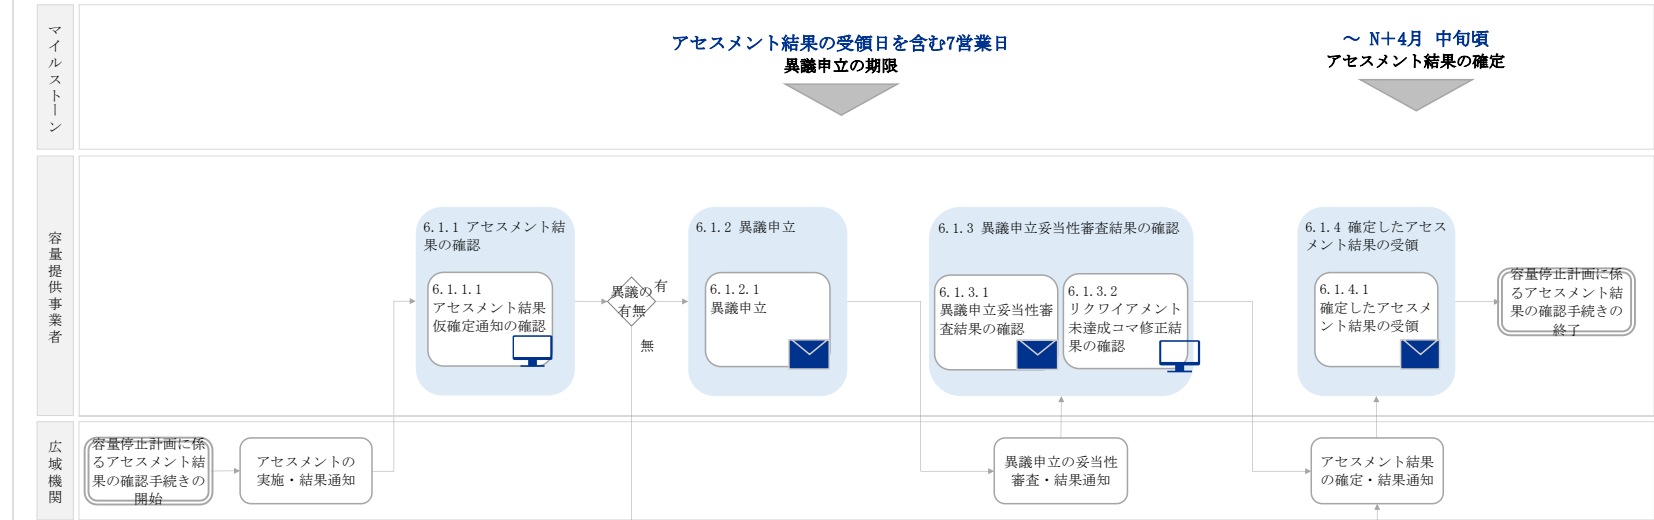 マイルストーン
アセスメント結果の受領日を含む7営業日
異議申立の期限
～ N＋4月 中旬頃
アセスメント結果の確定
容量提供事業者
6.1.1 アセスメント結
果の確認
6.1.1.1
アセスメント結果
仮確定通知の確認
異議の
有無
有
無
6.1.2 異議申立
6.1.2.1
異議申立
6.1.3 異議申立妥当性審査結果の確認
6.1.3.1
異議申立妥当性審
査結果の確認
6.1.3.2
リクワイアメント
未達成コマ修正結
果の確認
6.1.4 確定したアセス
メント結果の受領
6.1.4.1
確定したアセスメ
ント結果の受領
容量停止計画に係
るアセスメント結
果の確認手続きの
終了
広域機関
容量停止計画に係
るアセスメント結
果の確認手続きの
開始
アセスメントの
実施・結果通知
異議申立の妥当性
審査・結果通知
アセスメント結果
の確定・結果通知